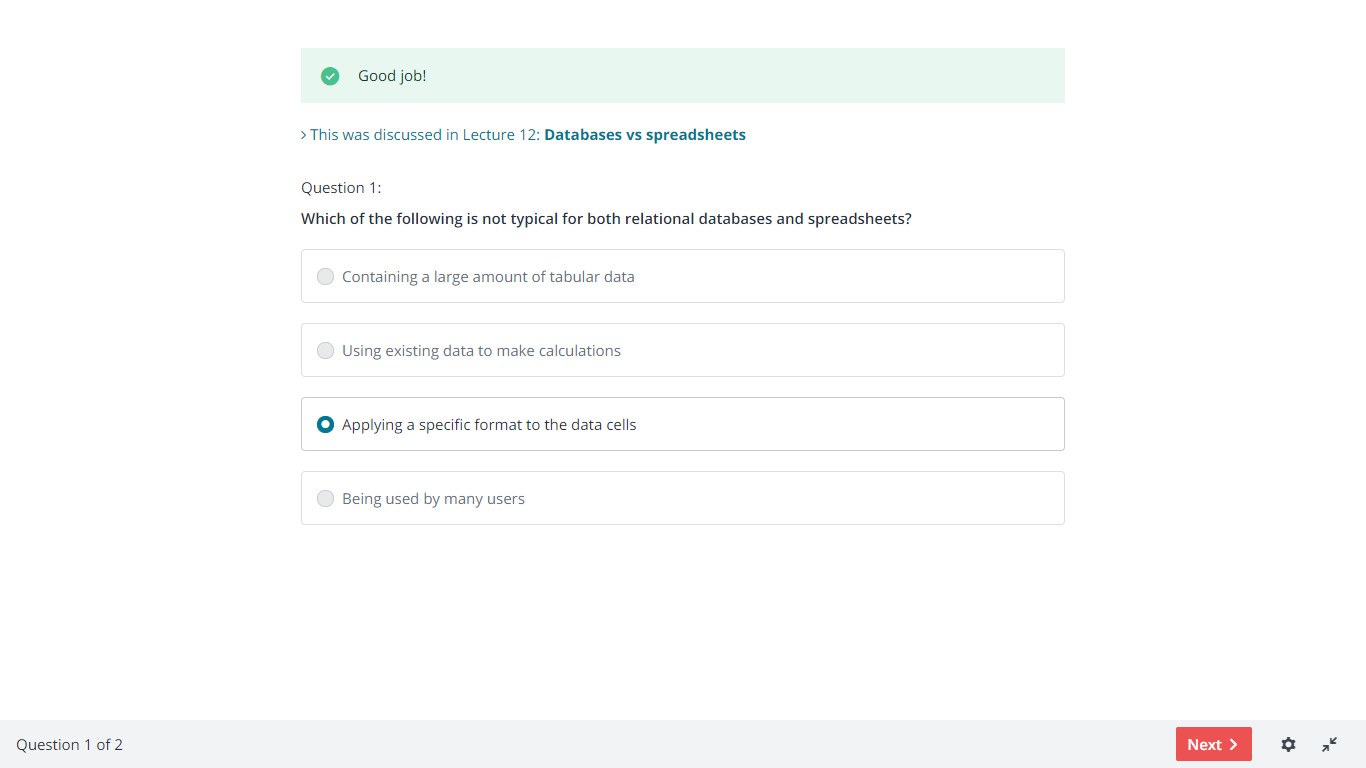 Good job!
This was discussed in Lecture 12: Databases vs spreadsheets
Question 1:
Which of the following is not typical for both relational databases and spreadsheets?
Containing a large amount of tabular data
Using existing data to make calculations
Applying a specific format to the data cells
Being used by many users
Question 1 of 2
Next